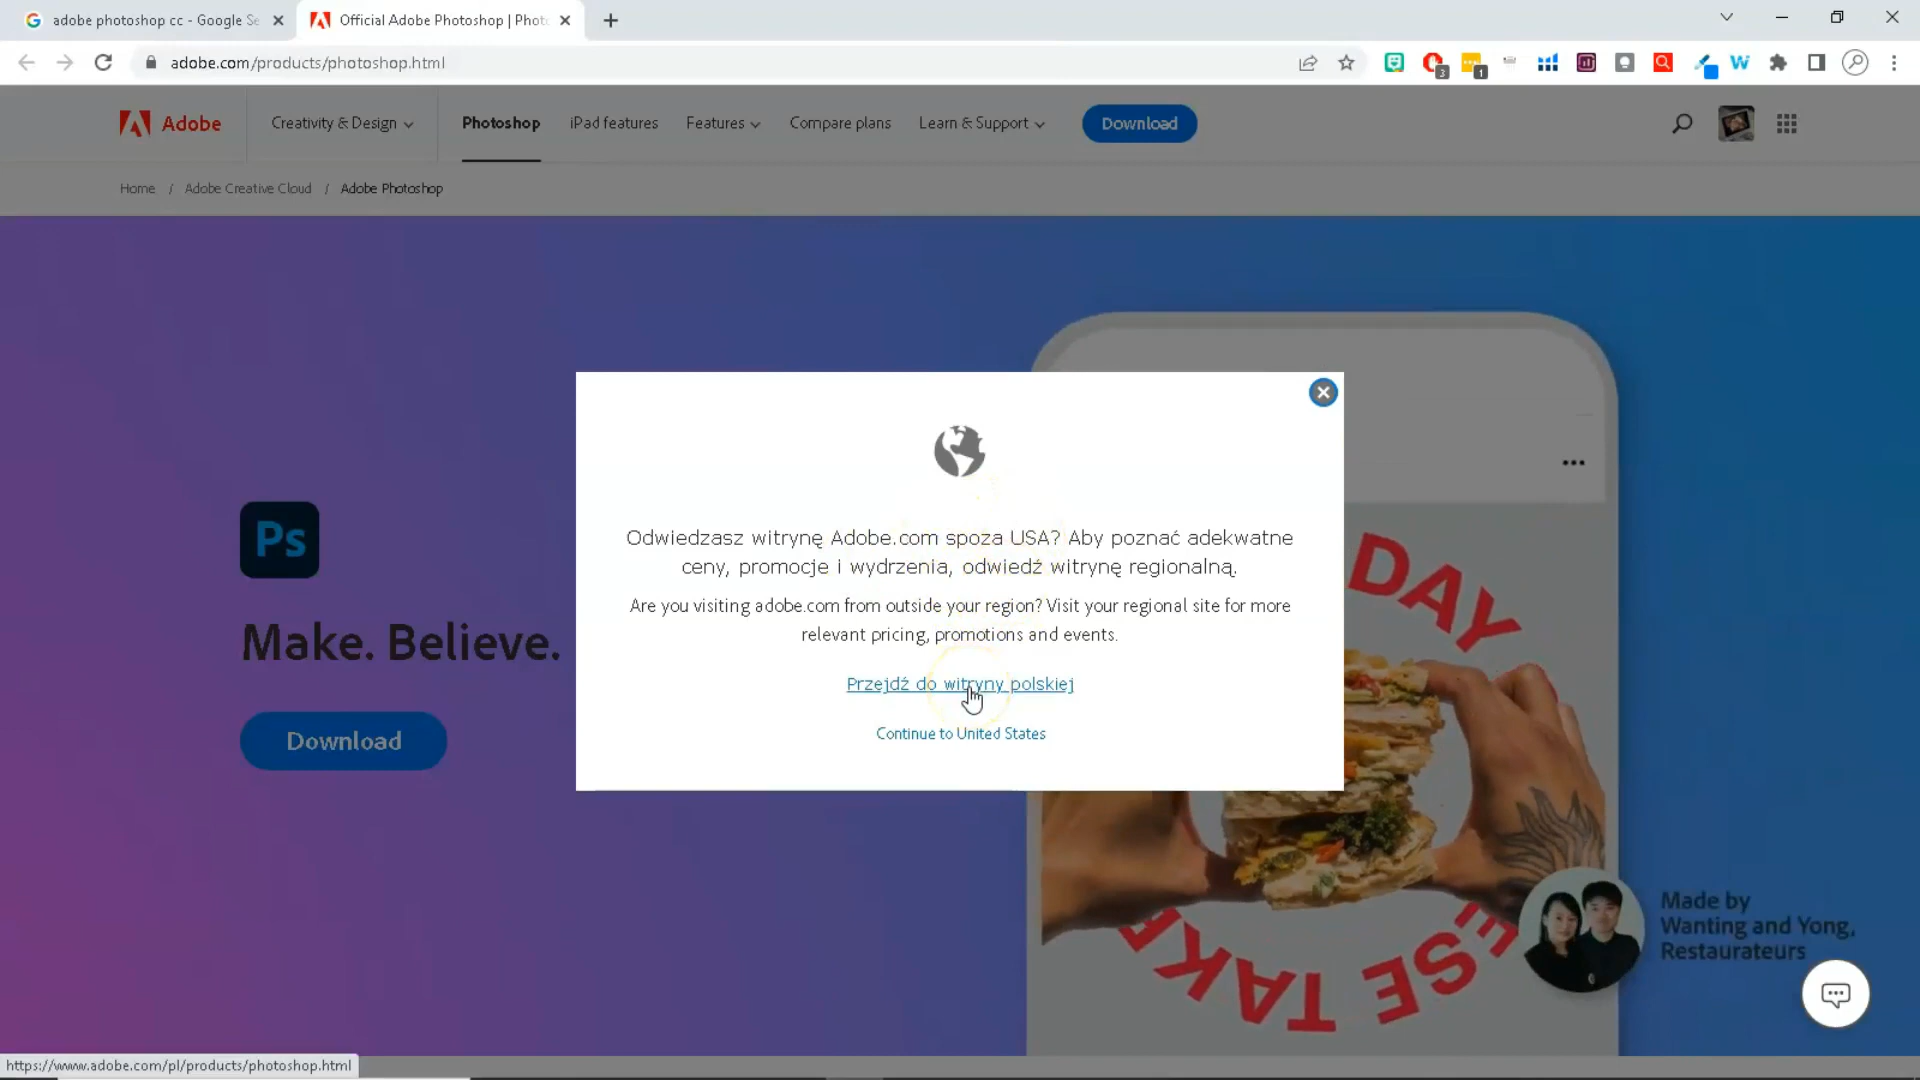 adobe photoshop cc - Google Se
Official Adobe Photoshop | Phot
adobe.com/products/photoshop.html
3
1
W
Adobe
Creativity & Design
Photoshop
iPad features
Features
Compare plans
Learn & Support
Download
Home / Adobe Creative Cloud / Adobe Photoshop
Ps
Make. Believe.
Download
Odwiedzasz witrynę Adobe.com spoza USA? Aby poznać adekwatne
ceny, promocje i wydrzenia, odwiedź witrynę regionalną.
Are you visiting adobe.com from outside your region? Visit your regional site for more
relevant pricing, promotions and events.
Przejdź do witryny polskiej
Continue to United States
DAY
ESE TAKE
Made by
Wanting and Yong,
Restaurateurs
https://www.adobe.com/pl/products/photoshop.html